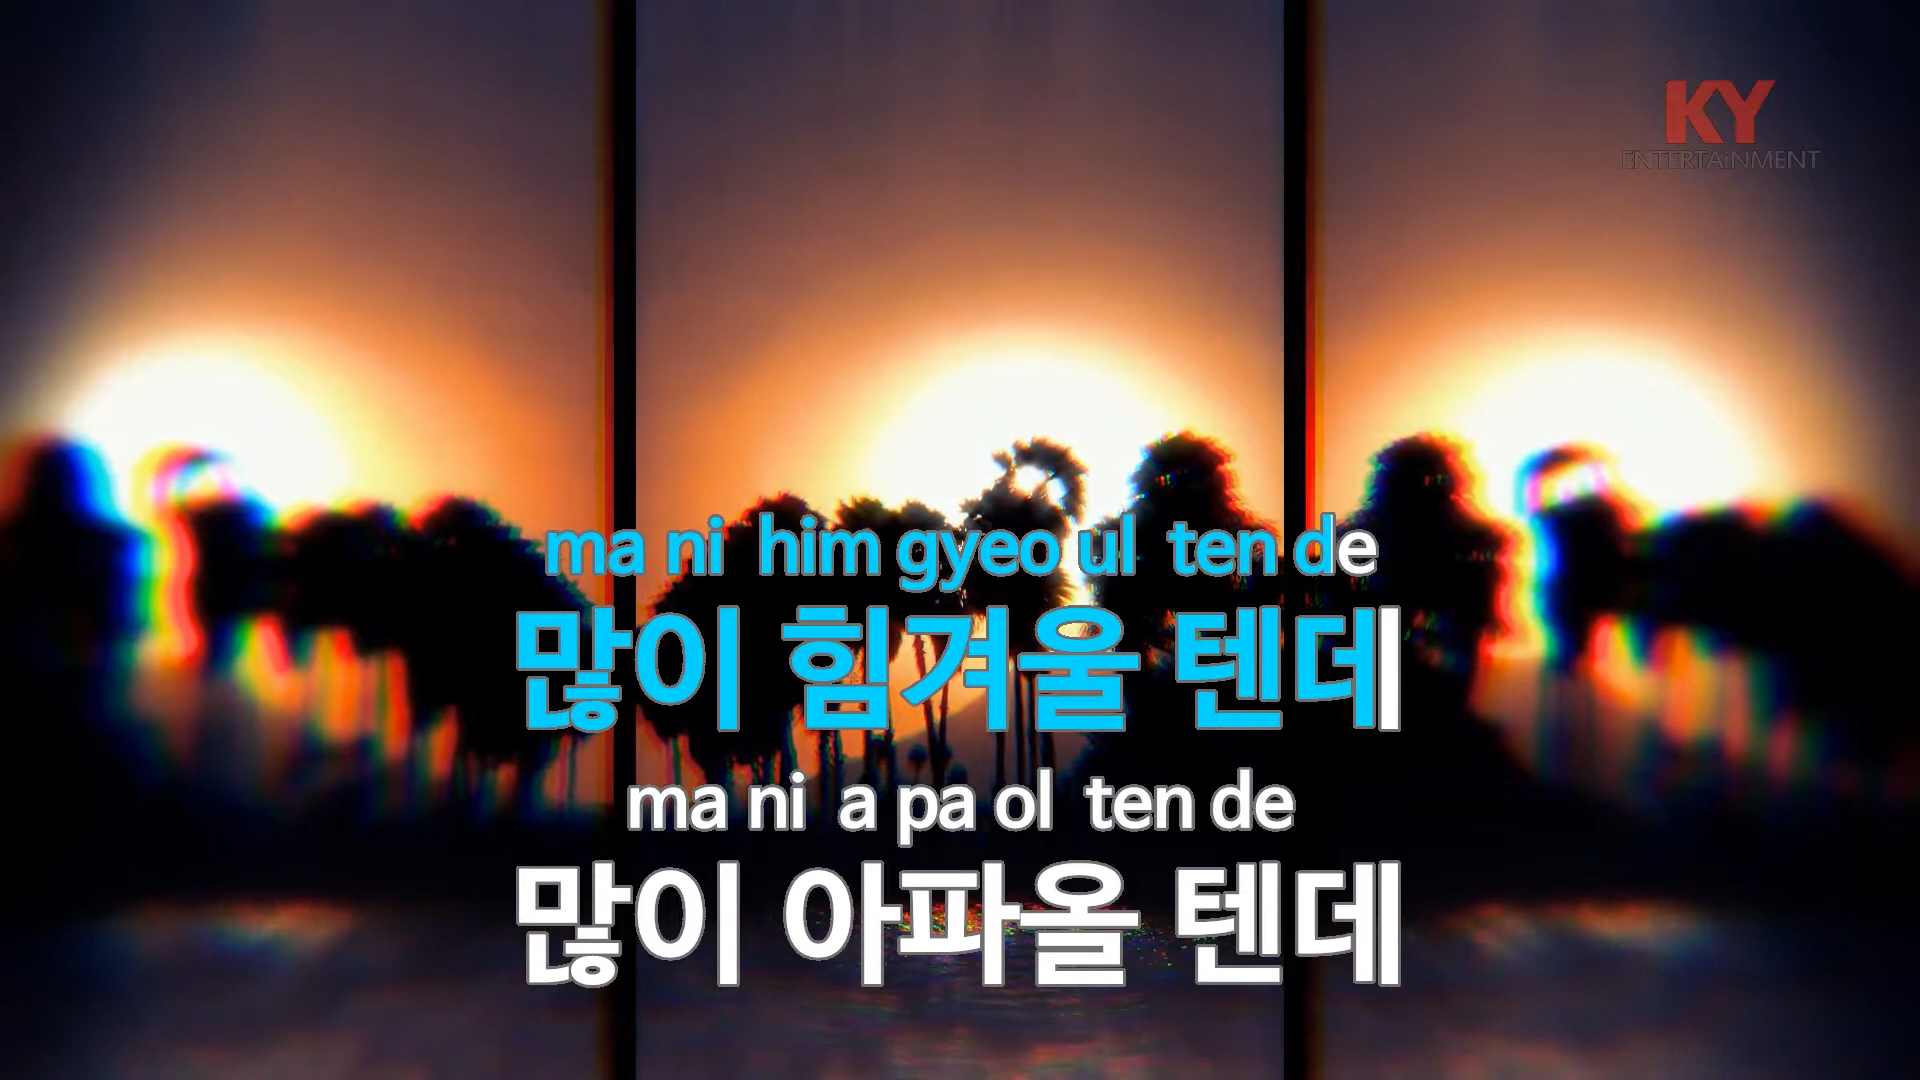 KY
ENTERTAiNMENT
ma ni him gyeo ul ten de
많이 힘겨울 텐데
ma ni a pa ol ten de
많이 아파올 텐데